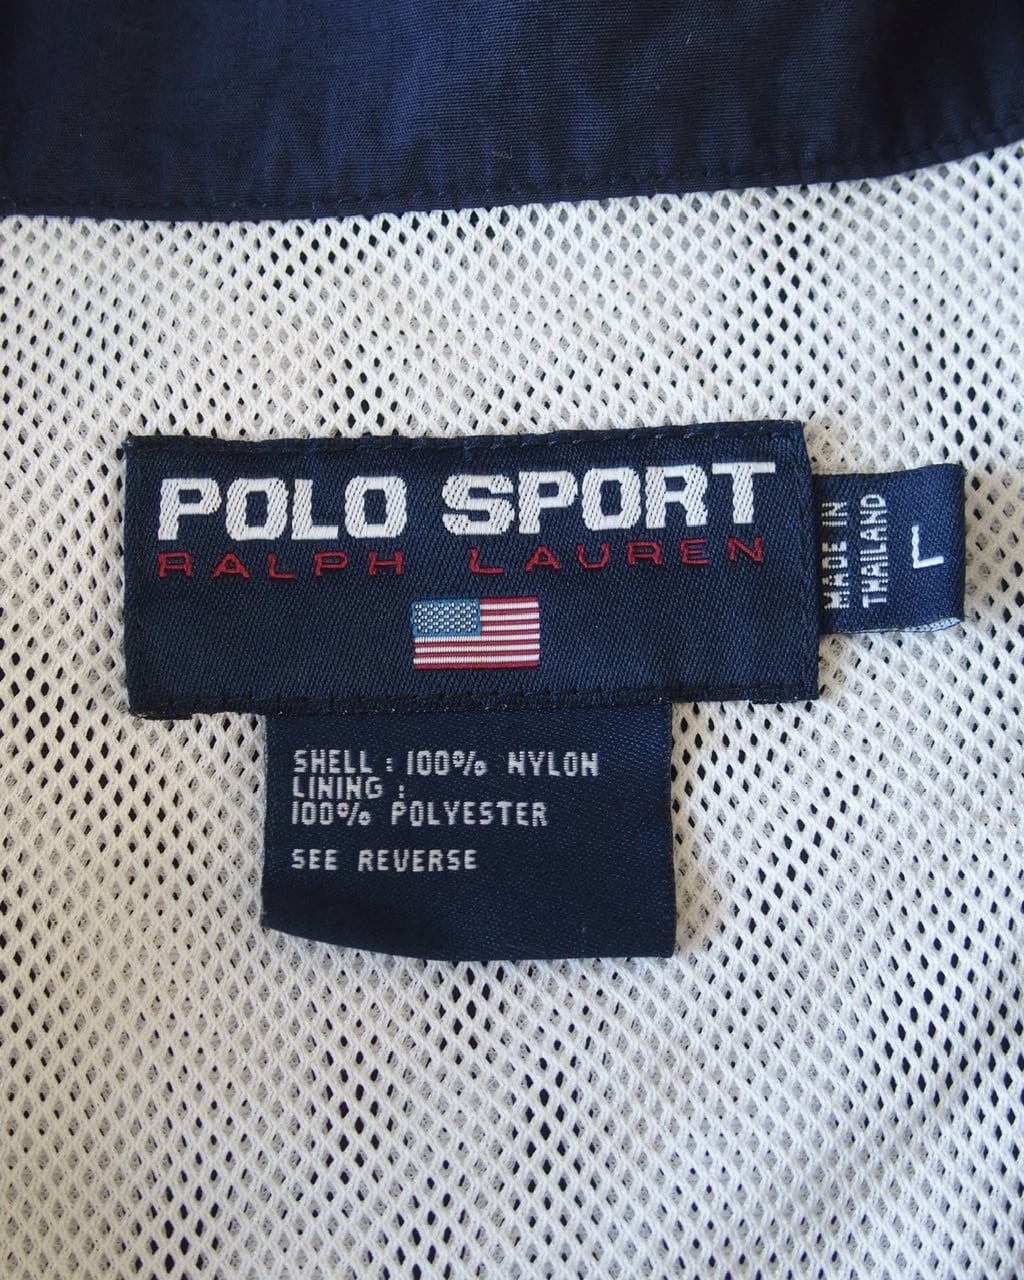 POLO SPORT
RALPH LAUREN
MADE IN
THAILAND
L
SHELL : 100% NYLON
LINING :
100% POLYESTER
SEE REVERSE